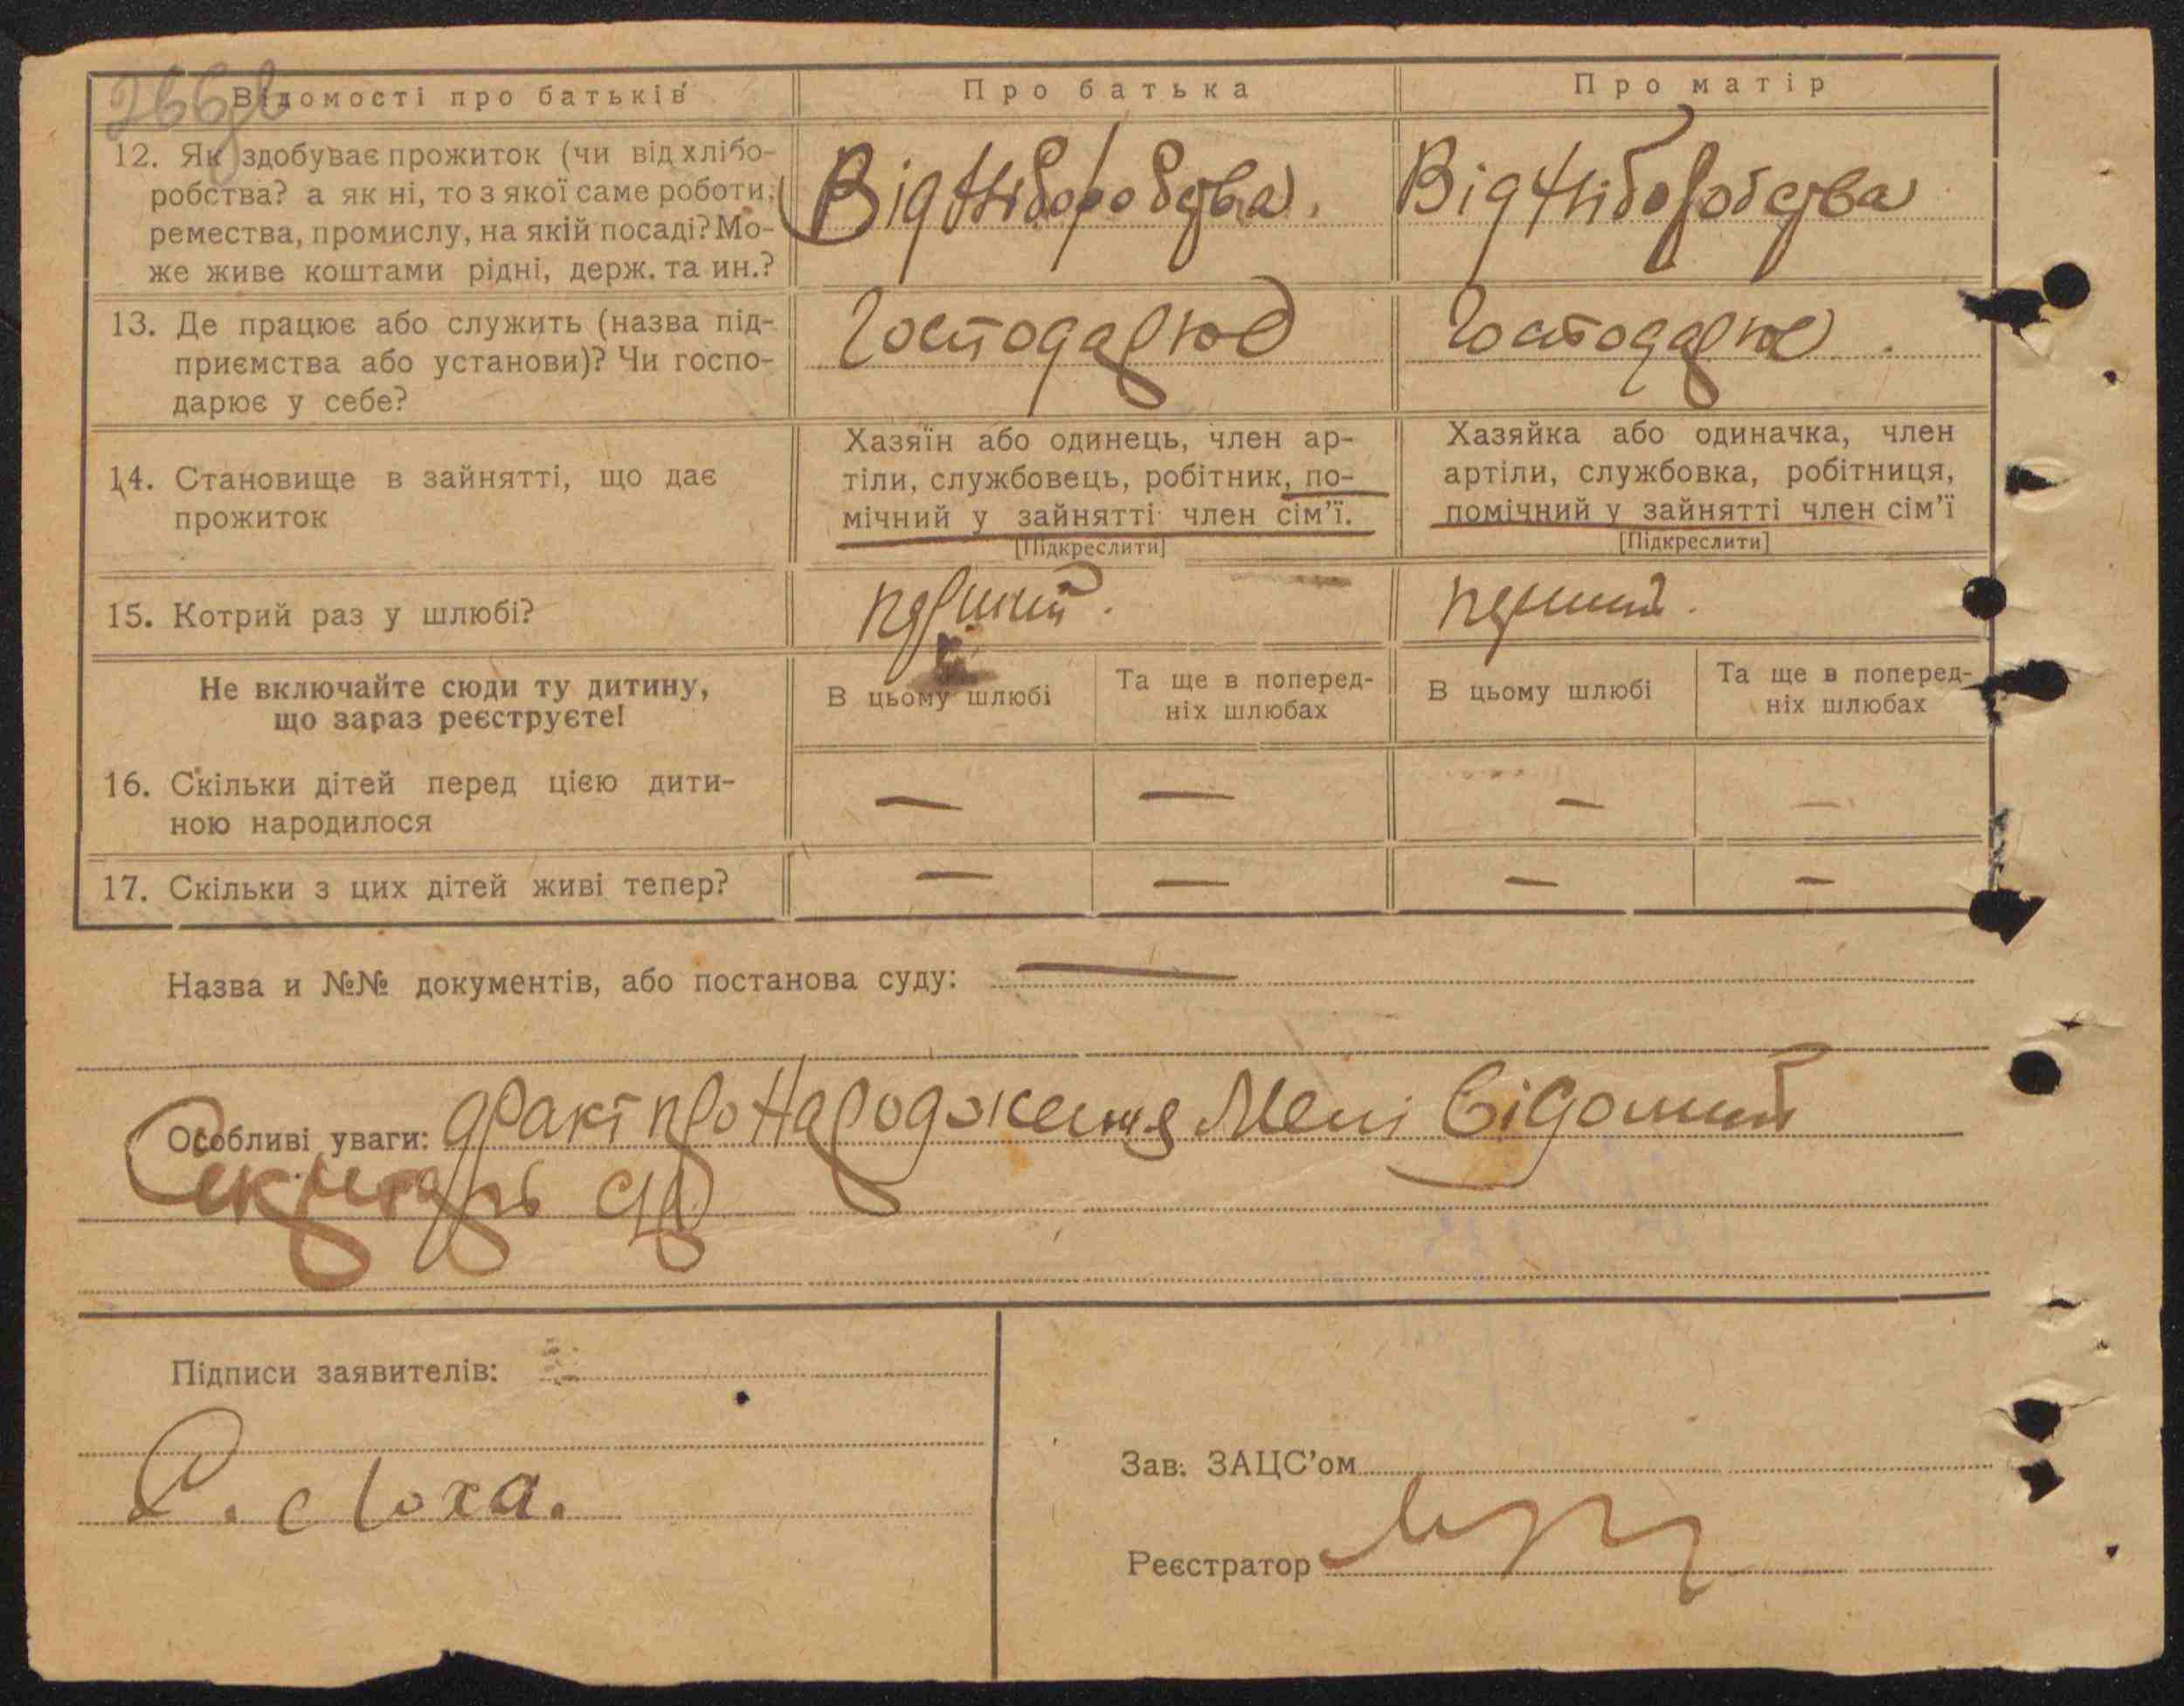 266
Відомості про батьків
Про батька
Про матір
12. Як здобуває прожиток (чи від хлібо-
робства? а як ні, то з якої саме роботи,
ремества, промислу, на якій посаді? Мо-
же живе коштами рідні, держ. та ин.?
Від Хліборобства.
Від Хліборобства
13. Де працює або служить (назва під-
приємства або установи)? Чи госпо-
дарює у себе?
Господарює
Господарює
14. Становище в зайнятті, що дає
прожиток
Хазяїн або одинець, член ар-
тіли, службовець, робітник, по-
мічний у зайнятті член сім'ї.
[Підкреслити]
Хазяйка або одиначка, член
артіли, службовка, робітниця,
помічний у зайнятті член сім'ї
[Підкреслити]
15. Котрий раз у шлюбі?
перший.
перший.
Не включайте сюди ту дитину,
що зараз реєструєте!
В цьому шлюбі
Та ще в поперед-
ніх шлюбах
В цьому шлюбі
Та ще в поперед-
ніх шлюбах
16. Скільки дітей перед цією дити-
ною народилося
— — — —
17. Скільки з цих дітей живі тепер?
— — — —
Назва и №№ документів, або постанова суду: —
Особливі уваги: факт про Народження Мені відомий
Секретарь с/р
Підписи заявителів:
Зав. ЗАЦС'ом
Реєстратор